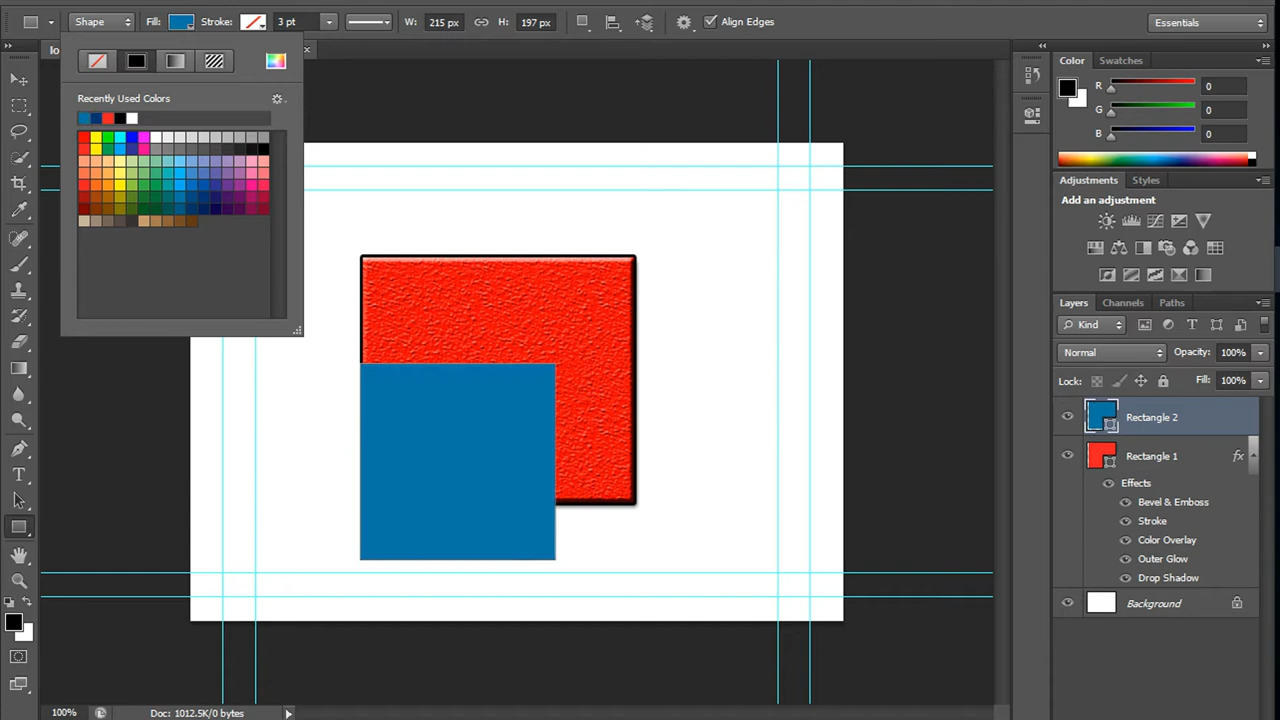 Shape Fill: Stroke: 3 pt W: 215 px H: 197 px Align Edges Essentials
lo
Recently Used Colors
Color Swatches
R 0
G 0
B 0
Adjustments Styles
Add an adjustment
Layers Channels Paths
Kind
Normal Opacity: 100%
Lock: Fill: 100%
Rectangle 2
Rectangle 1 fx
Effects
Bevel & Emboss
Stroke
Color Overlay
Outer Glow
Drop Shadow
Background
100% Doc: 1012.5K/0 bytes